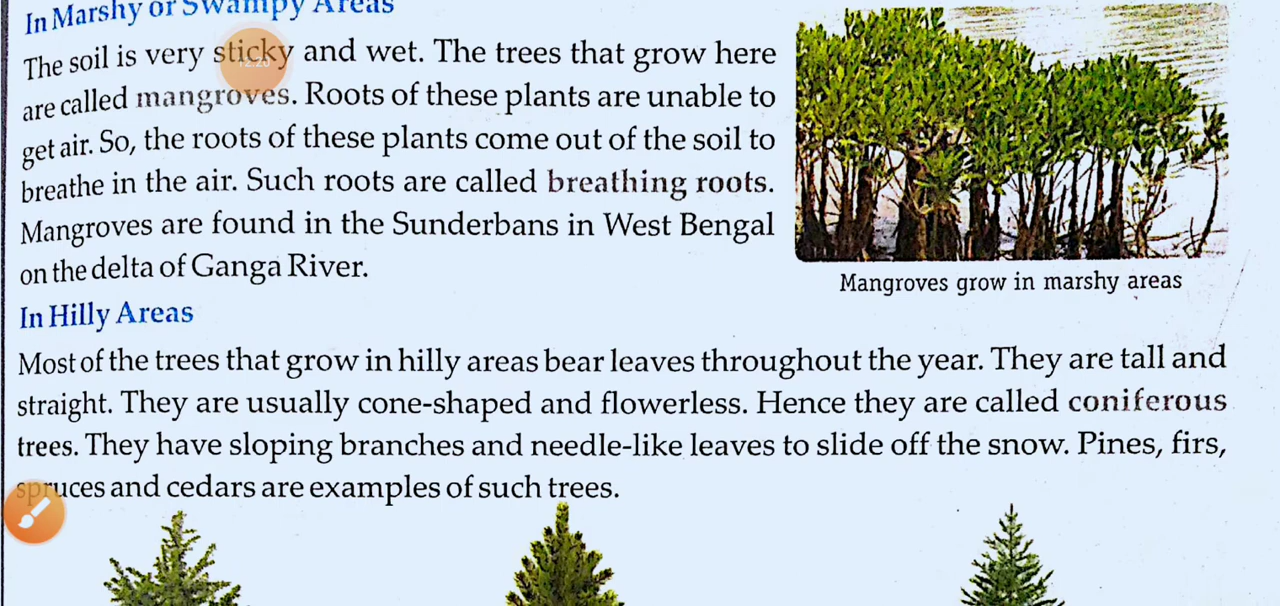 In Marshy or Swampy Areas
The soil is very sticky and wet. The trees that grow here
are called mangroves. Roots of these plants are unable to
get air. So, the roots of these plants come out of the soil to
breathe in the air. Such roots are called breathing roots.
Mangroves are found in the Sunderbans in West Bengal
on the delta of Ganga River.
Mangroves grow in marshy areas
In Hilly Areas
Most of the trees that grow in hilly areas bear leaves throughout the year. They are tall and
straight. They are usually cone-shaped and flowerless. Hence they are called coniferous
trees. They have sloping branches and needle-like leaves to slide off the snow. Pines, firs,
spruces and cedars are examples of such trees.